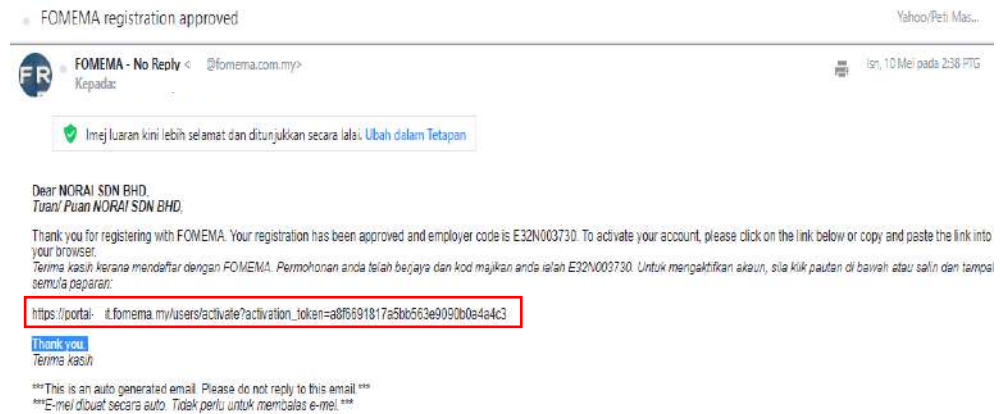 FOMEMA registration approved
Yahoo/Peti Mas...
FR
FOMEMA - No Reply < @fomema.com.my>
Isn, 10 Mei pada 2:38 PTG
Kepada:
Imej luaran kini lebih selamat dan ditunjukkan secara lalai. Ubah dalam Tetapan
Dear NORAI SDN BHD,
Tuan/ Puan NORAI SDN BHD,
Thank you for registering with FOMEMA. Your registration has been approved and employer code is E32N003730. To activate your account, please click on the link below or copy and paste the link into
your browser.
Terima kasih kerana mendaftar dengan FOMEMA. Permohonan anda telah berjaya dan kod majikan anda ialah E32N003730. Untuk mengaktifkan akaun, sila klik pautan di bawah atau salin dan tampal
semula paparan:
https://portal- it.fomema.my/users/activate?activation_token=a8f6691817a5bb563e9090b0a4a4c3
Thank you.
Terima kasih
***This is an auto generated email. Please do not reply to this email.***
***E-mel dibuat secara auto. Tidak perlu untuk membalas e-mel.***